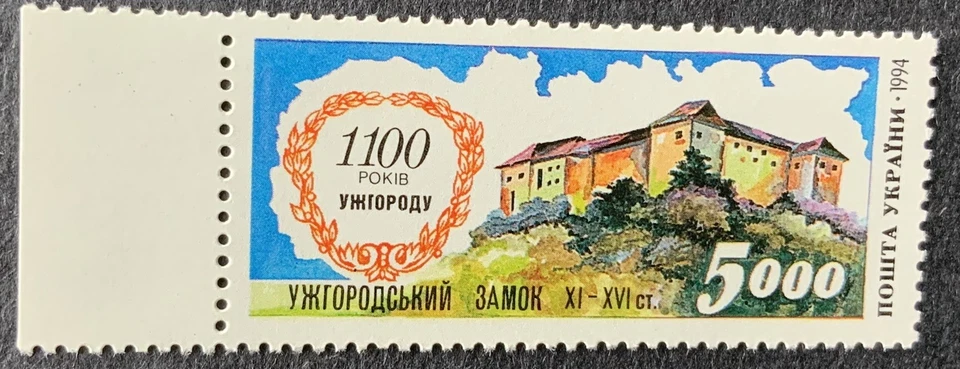 1100
РОКІВ
УЖГОРОДУ
УЖГОРОДСЬКИЙ ЗАМОК XI-XVI СТ.
5000
ПОШТА УКРАЇНИ · 1994